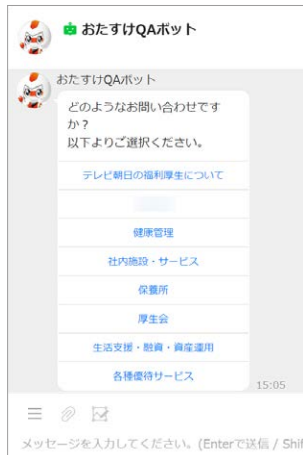 おたすけQAボット
おたすけQAボット
どのようなお問い合わせです
か？
以下よりご選択ください。
テレビ朝日の福利厚生について
健康管理
社内施設・サービス
保養所
厚生会
生活支援・融資・資産運用
各種優待サービス
15:05
メッセージを入力してください。(Enterで送信 / Shif